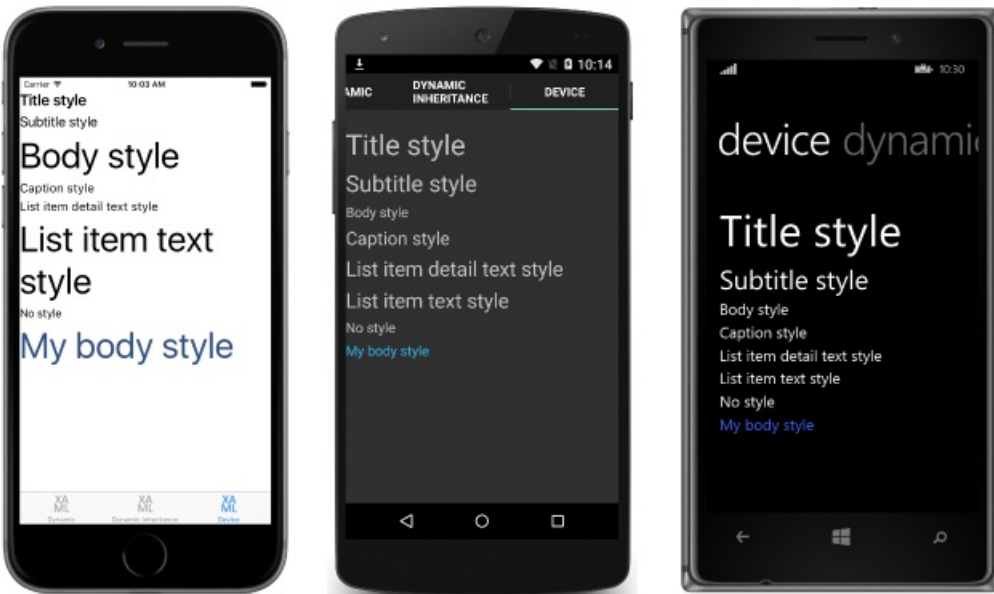 Carrier
10:03 AM
Title style
Subtitle style
Body style
Caption style
List item detail text style
List item text
style
No style
My body style
XA
ML
XA
ML
XA
ML
Dynamic
Dynamic Inheritance
Device
10:14
AMIC
DYNAMIC
INHERITANCE
DEVICE
Title style
Subtitle style
Body style
Caption style
List item detail text style
List item text style
No style
My body style
10:30
device dynamic
Title style
Subtitle style
Body style
Caption style
List item detail text style
List item text style
No style
My body style